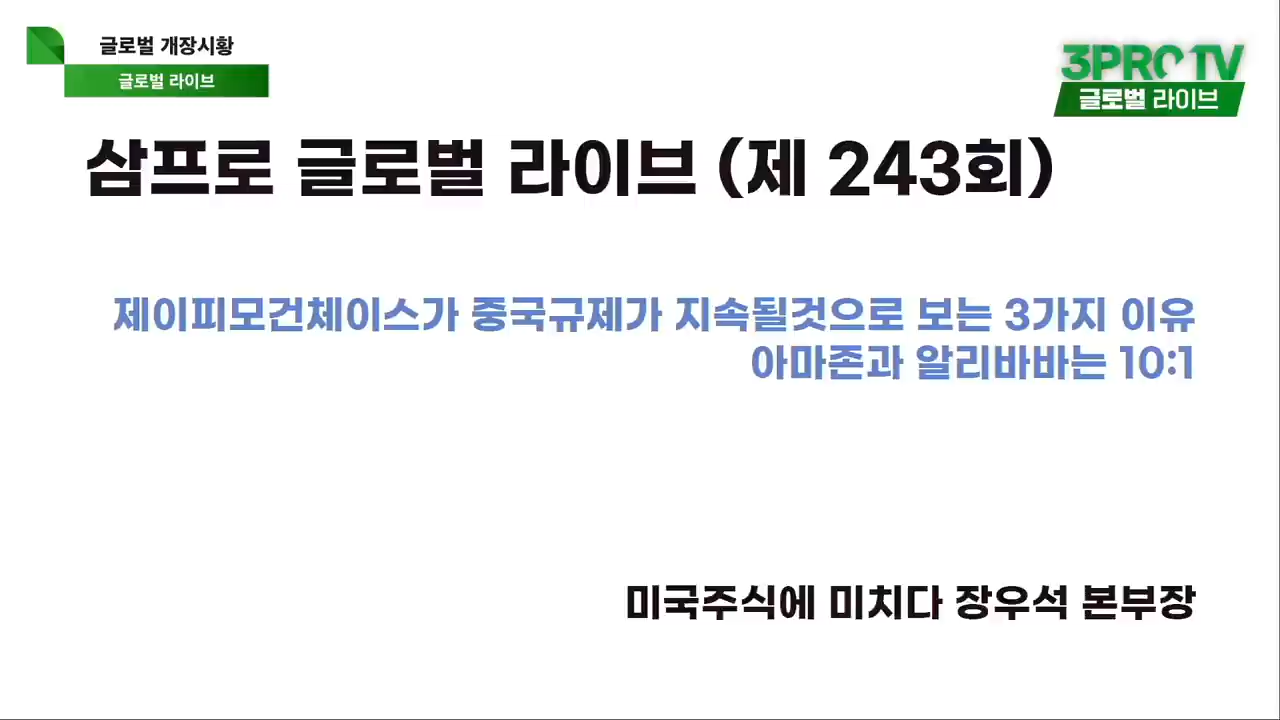 글로벌 개장시황
글로벌 라이브
3PRO TV
글로벌 라이브
삼프로 글로벌 라이브 (제 243회)
제이피모건체이스가 중국규제가 지속될것으로 보는 3가지 이유
아마존과 알리바바는 10:1
미국주식에 미치다 장우석 본부장